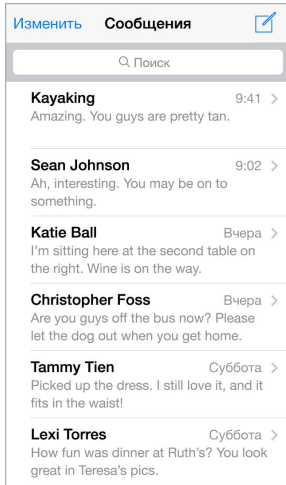 Изменить Сообщения
Поиск
Kayaking 9:41
Amazing. You guys are pretty tan.
Sean Johnson 9:02
Ah, interesting. You may be on to
something.
Katie Ball Вчера
I'm sitting here at the second table on
the right. Wine is on the way.
Christopher Foss Вчера
Are you guys off the bus now? Please
let the dog out when you get home.
Tammy Tien Суббота
Picked up the dress. I still love it, and it
fits in the waist!
Lexi Torres Суббота
How fun was dinner at Ruth's? You look
great in Teresa's pics.